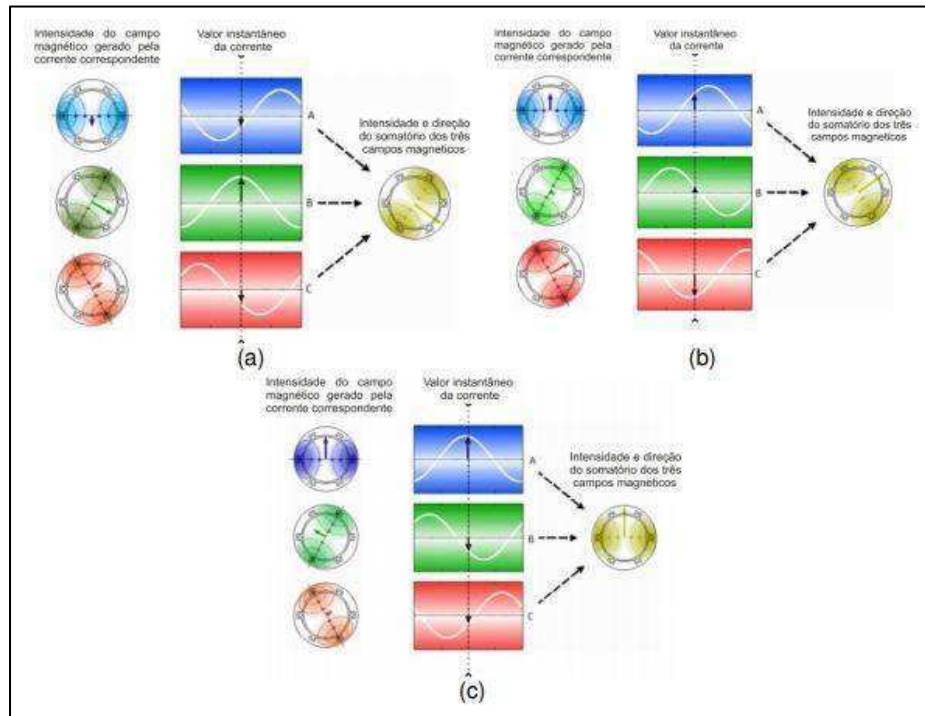 Intensidade do campo
magnético gerado pela
corrente correspondente
Valor instantâneo
da corrente
A
Intensidade e direção
do somatório dos três
campos magneticos
B
C
(a)
Intensidade do campo
magnético gerado pela
corrente correspondente
Valor instantâneo
da corrente
A
Intensidade e direção
do somatório dos três
campos magneticos
B
C
(b)
Intensidade do campo
magnético gerado pela
corrente correspondente
Valor instantâneo
da corrente
A
Intensidade e direção
do somatório dos três
campos magneticos
B
C
(c)